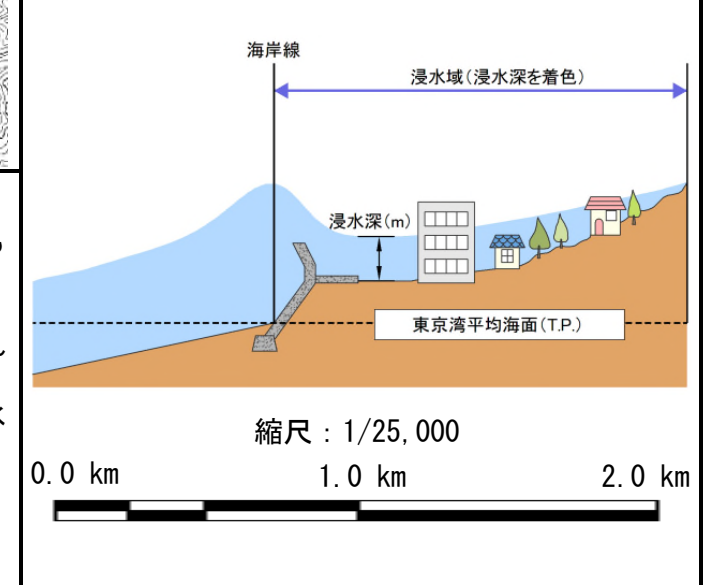 海岸線
浸水域(浸水深を着色)
浸水深(m)
東京湾平均海面(T.P.)
縮尺：1/25,000
0.0 km 1.0 km 2.0 km